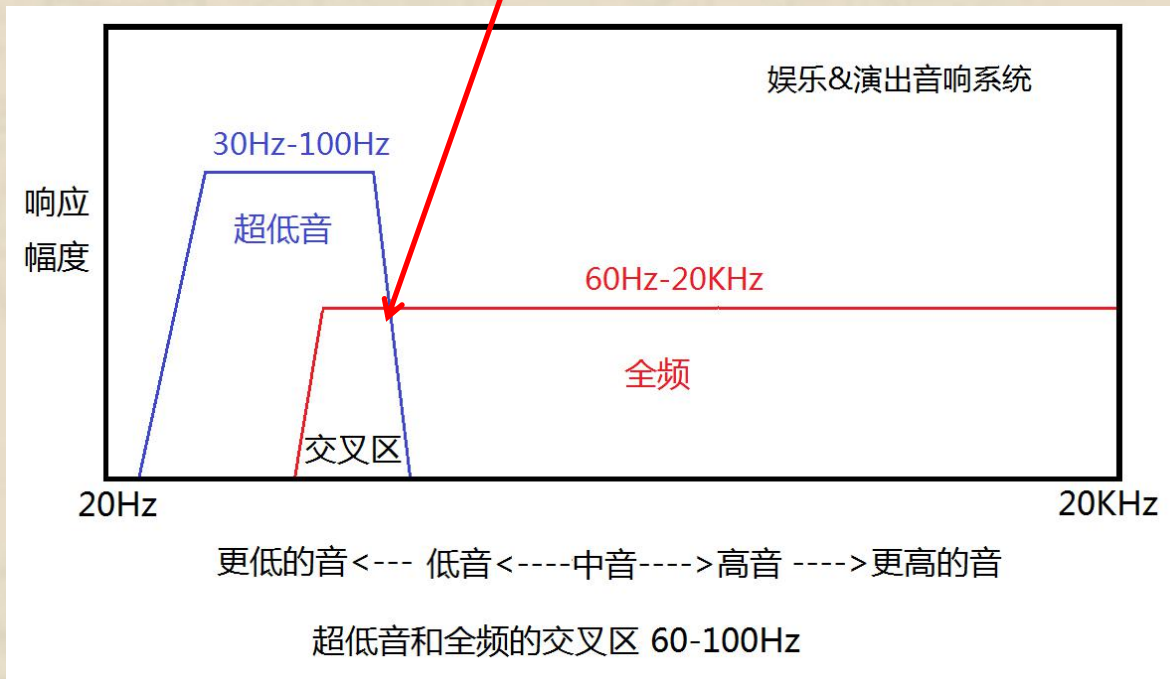 娱乐&演出音响系统
30Hz-100Hz
响应
幅度
超低音
60Hz-20KHz
全频
交叉区
20Hz
20KHz
更低的音<--- 低音<----中音---->高音 ---->更高的音
超低音和全频的交叉区 60-100Hz